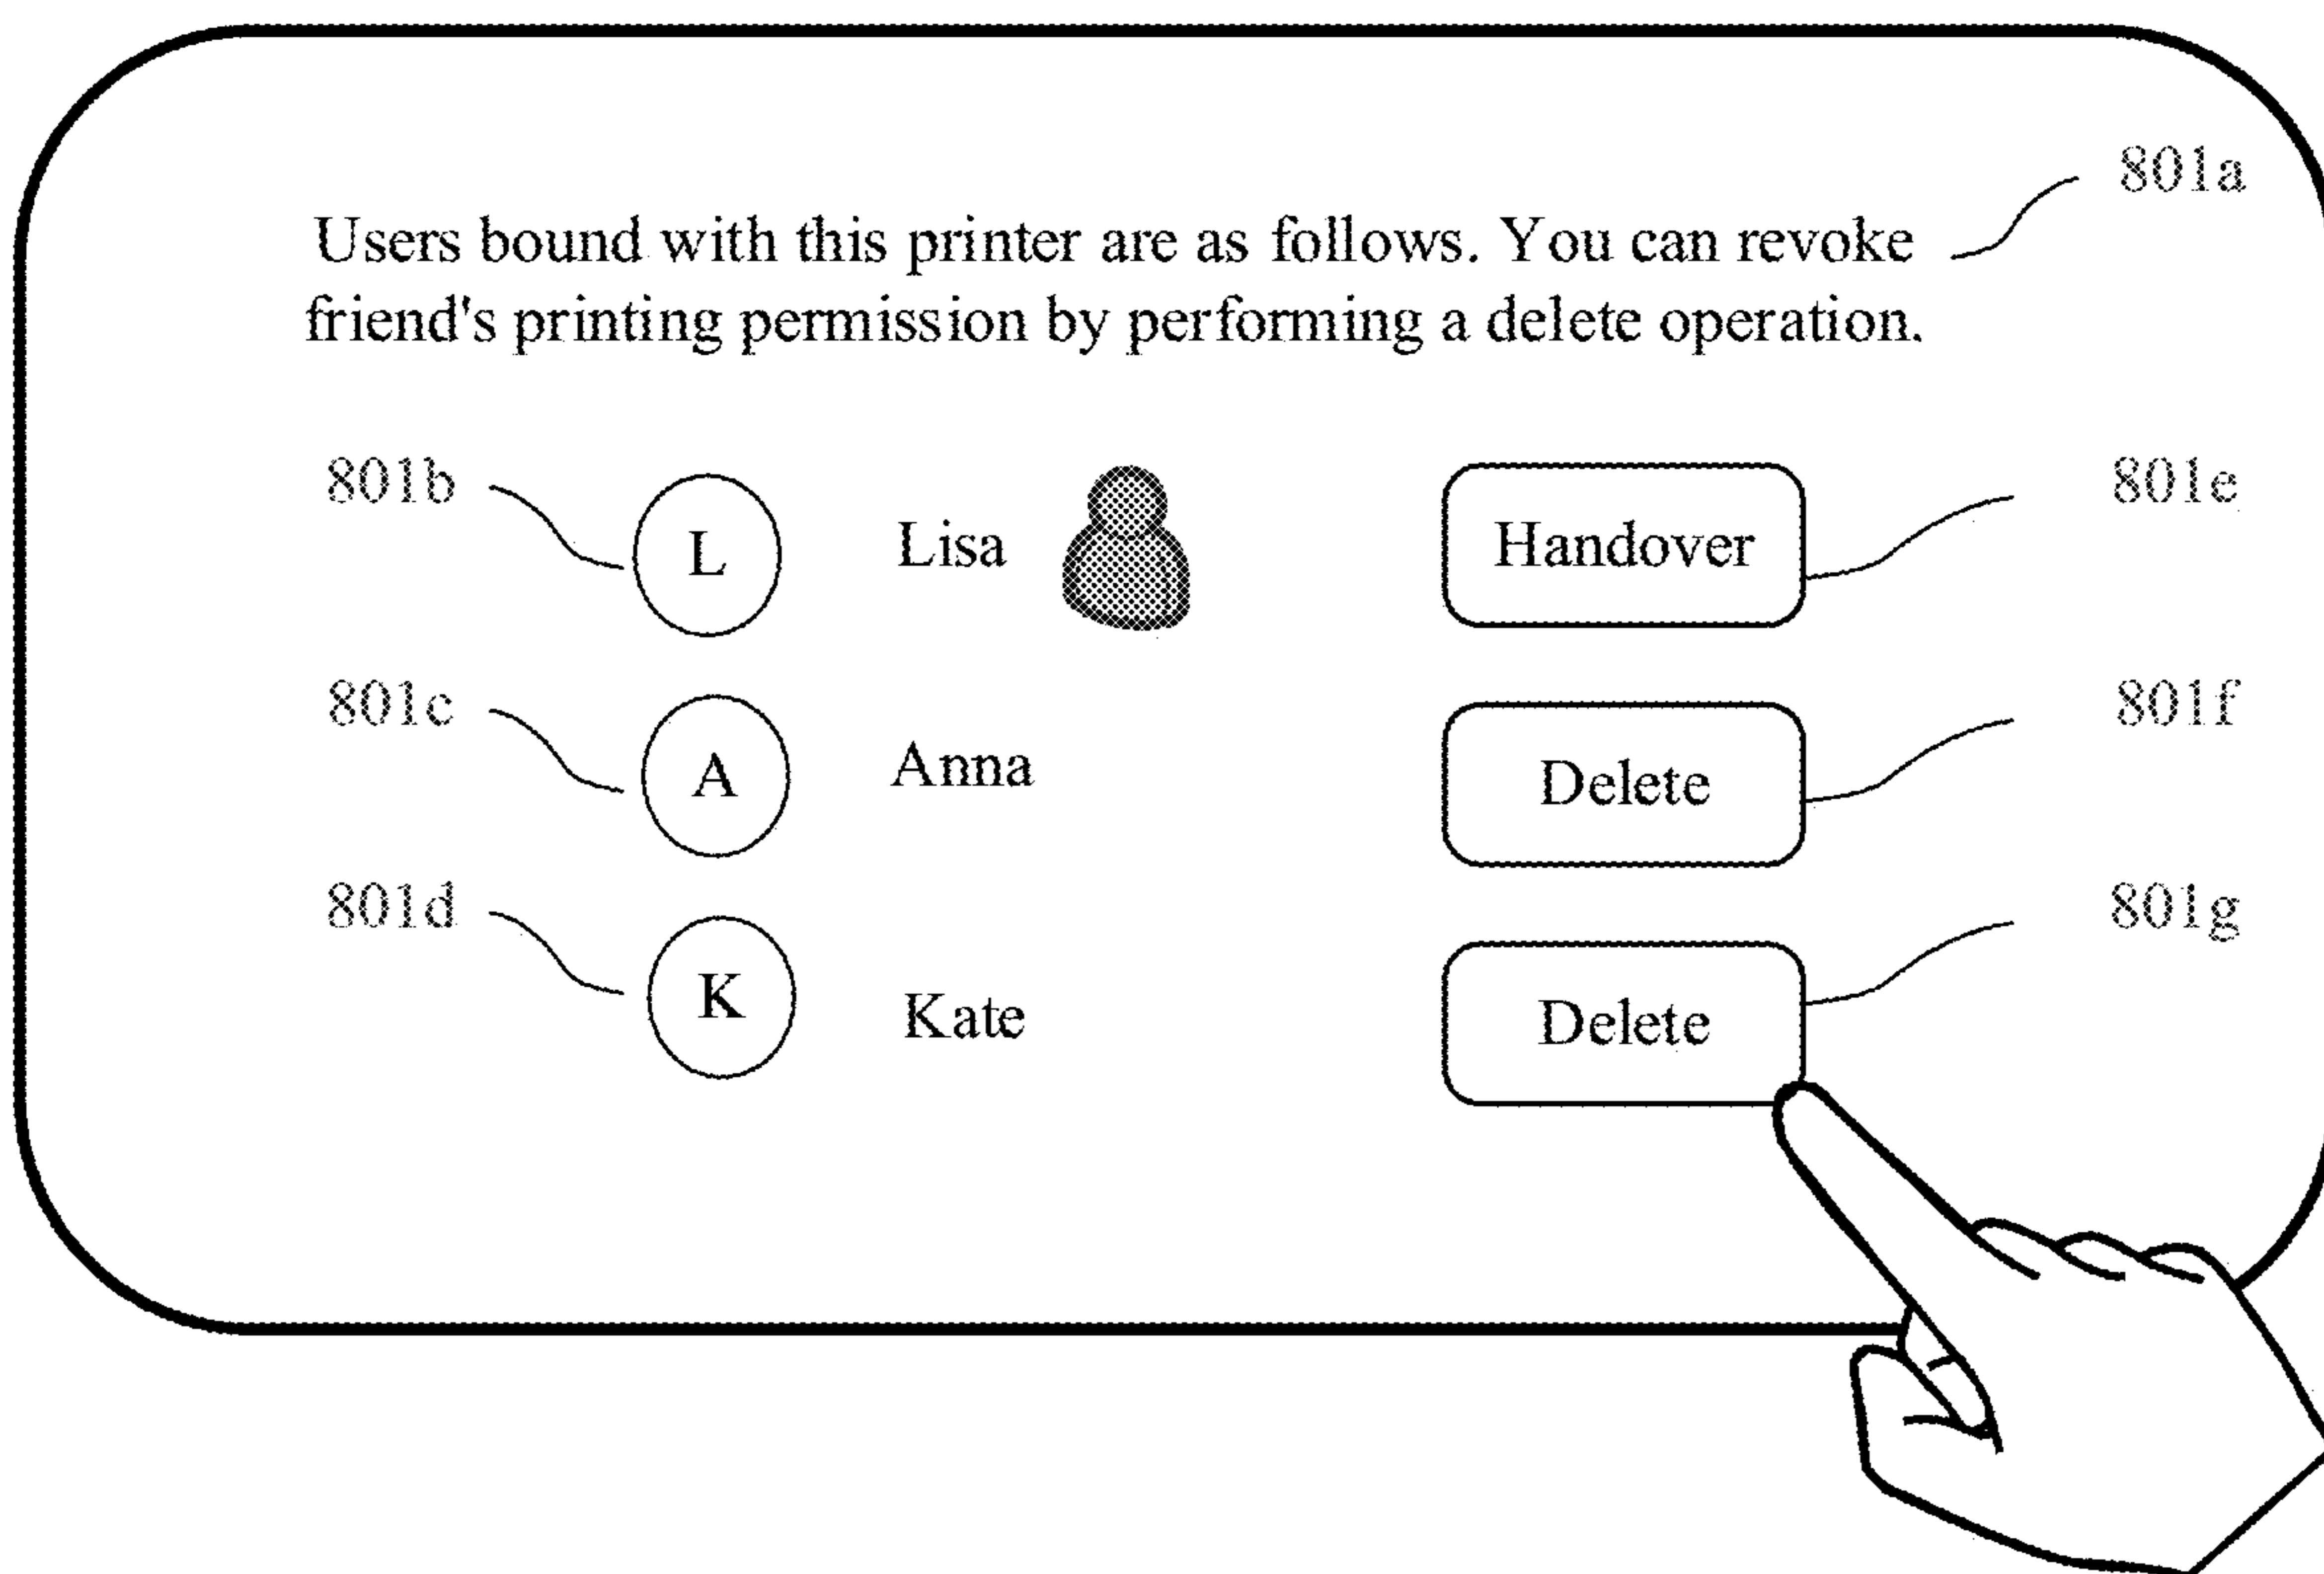 801a
Users bound with this printer are as follows. You can revoke
friend's printing permission by performing a delete operation.
801b L Lisa Handover 801e
801c A Anna Delete 801f
801d K Kate Delete 801g